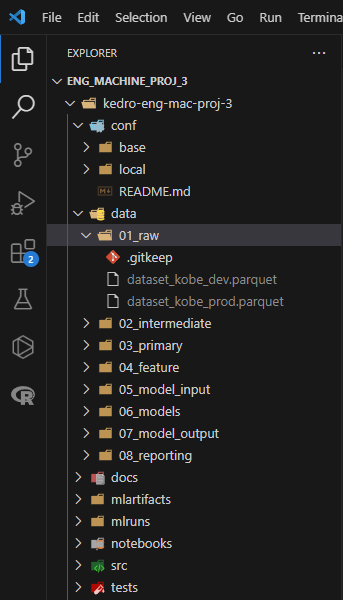 File Edit Selection View Go Run Termina
EXPLORER
ENG_MACHINE_PROJ_3
kedro-eng-mac-proj-3
conf
base
local
README.md
data
01_raw
.gitkeep
dataset_kobe_dev.parquet
dataset_kobe_prod.parquet
02_intermediate
2
03_primary
04_feature
05_model_input
06_models
07_model_output
08_reporting
docs
mlartifacts
mlruns
notebooks
src
tests